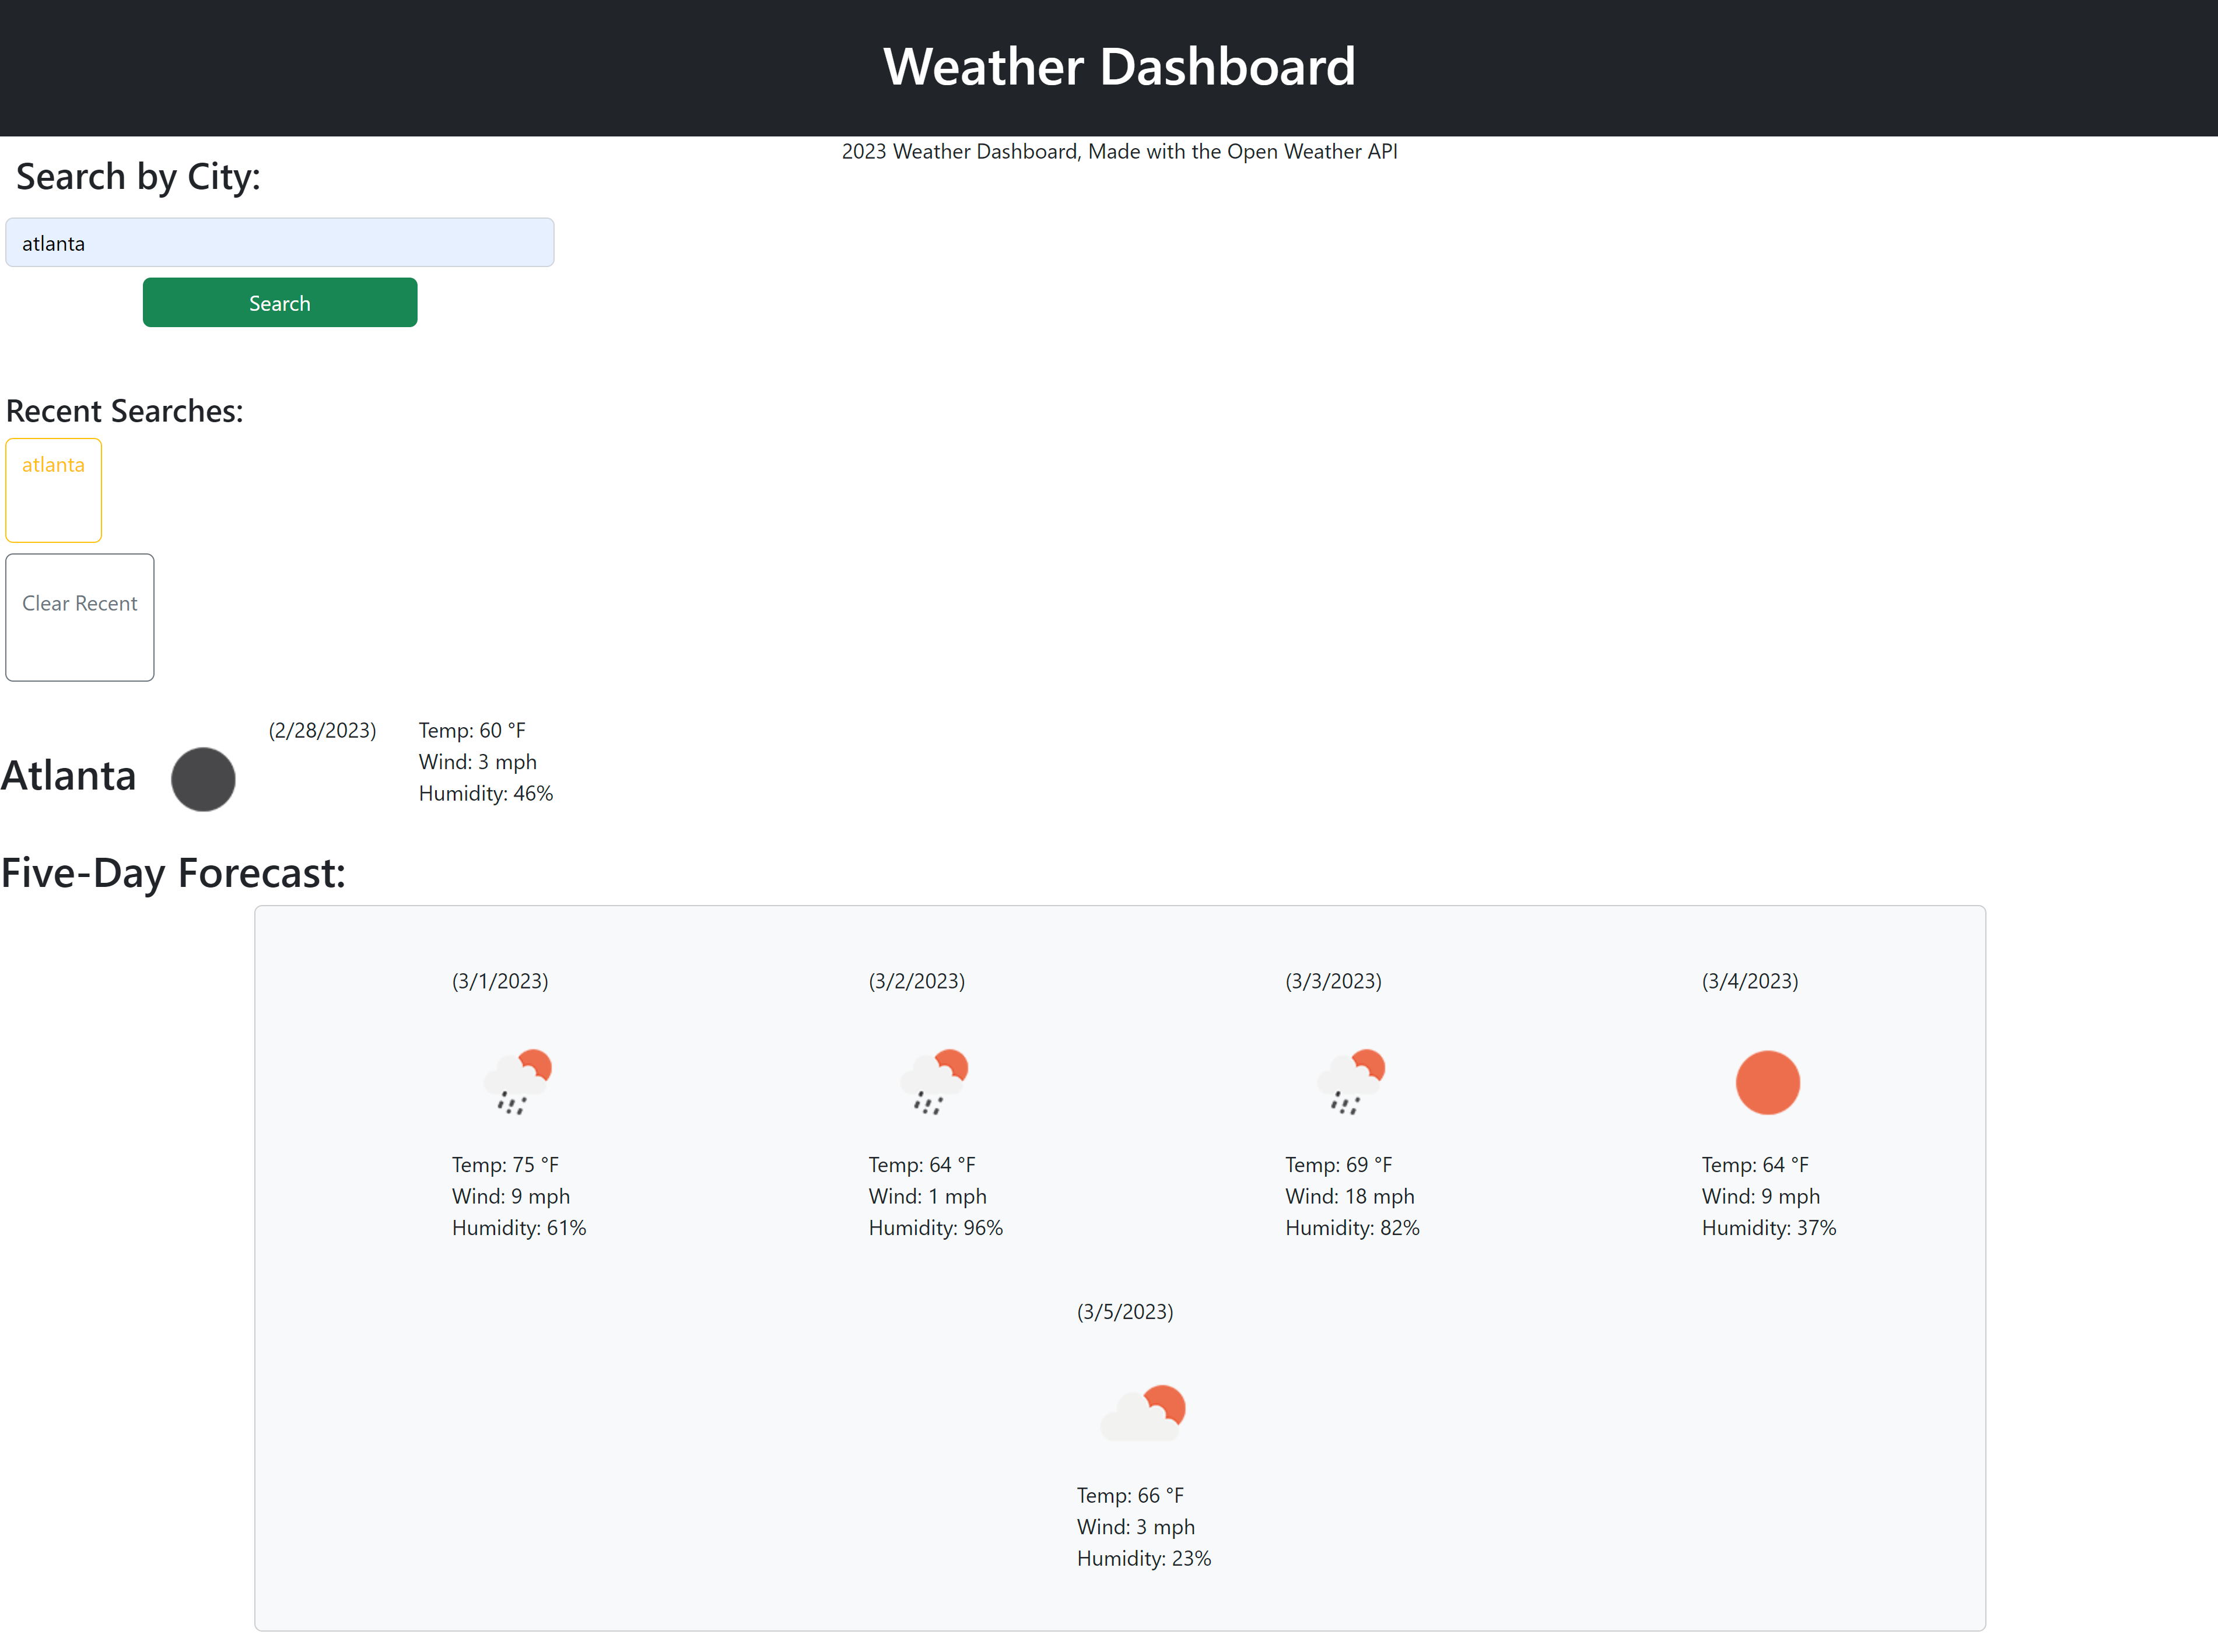 Weather Dashboard
2023 Weather Dashboard, Made with the Open Weather API
Search by City:
atlanta
Search
Recent Searches:
atlanta
Clear Recent
Atlanta
(2/28/2023)
Temp: 60 °F
Wind: 3 mph
Humidity: 46%
Five-Day Forecast:
(3/1/2023)
Temp: 75 °F
Wind: 9 mph
Humidity: 61%
(3/2/2023)
Temp: 64 °F
Wind: 1 mph
Humidity: 96%
(3/3/2023)
Temp: 69 °F
Wind: 18 mph
Humidity: 82%
(3/4/2023)
Temp: 64 °F
Wind: 9 mph
Humidity: 37%
(3/5/2023)
Temp: 66 °F
Wind: 3 mph
Humidity: 23%